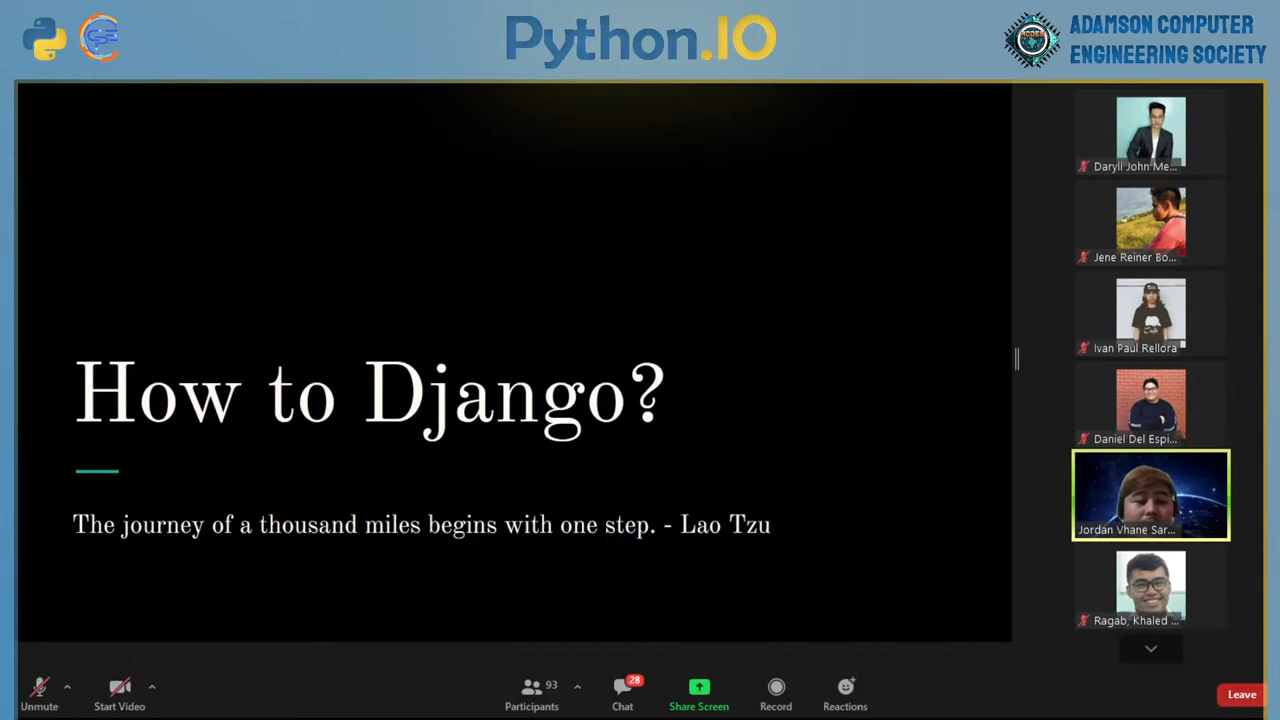 Python.IO
ADAMSON COMPUTER
ENGINEERING SOCIETY
How to Django?
The journey of a thousand miles begins with one step. - Lao Tzu
Daryll John Me...
Jene Reiner Bo...
Ivan Paul Rellora
Daniel Del Espi...
Jordan Vhane Sar...
Ragab, Khaled ...
Unmute
Start Video
93
Participants
28
Chat
Share Screen
Record
Reactions
Leave